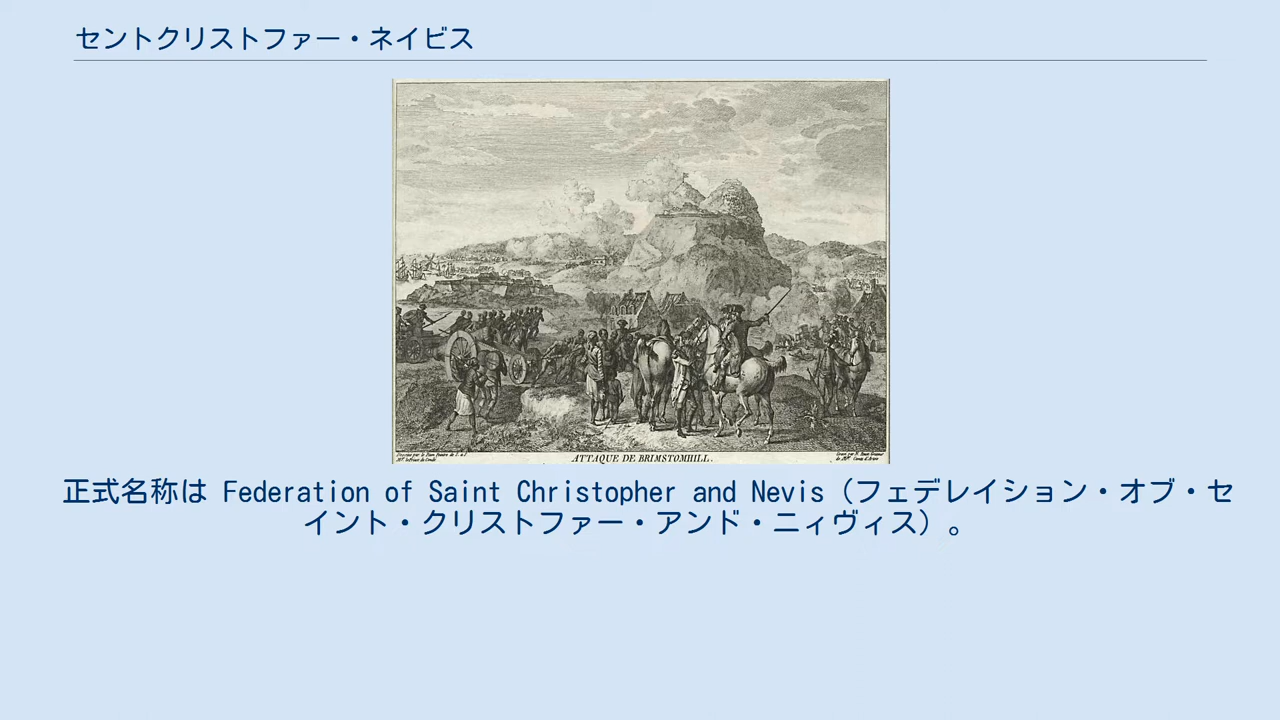 セントクリストファー・ネイビス
ATTAQUE DE BRIMSTOMHILL.
正式名称は Federation of Saint Christopher and Nevis（フェデレイション・オブ・セ
イント・クリストファー・アンド・ニィヴィス）。